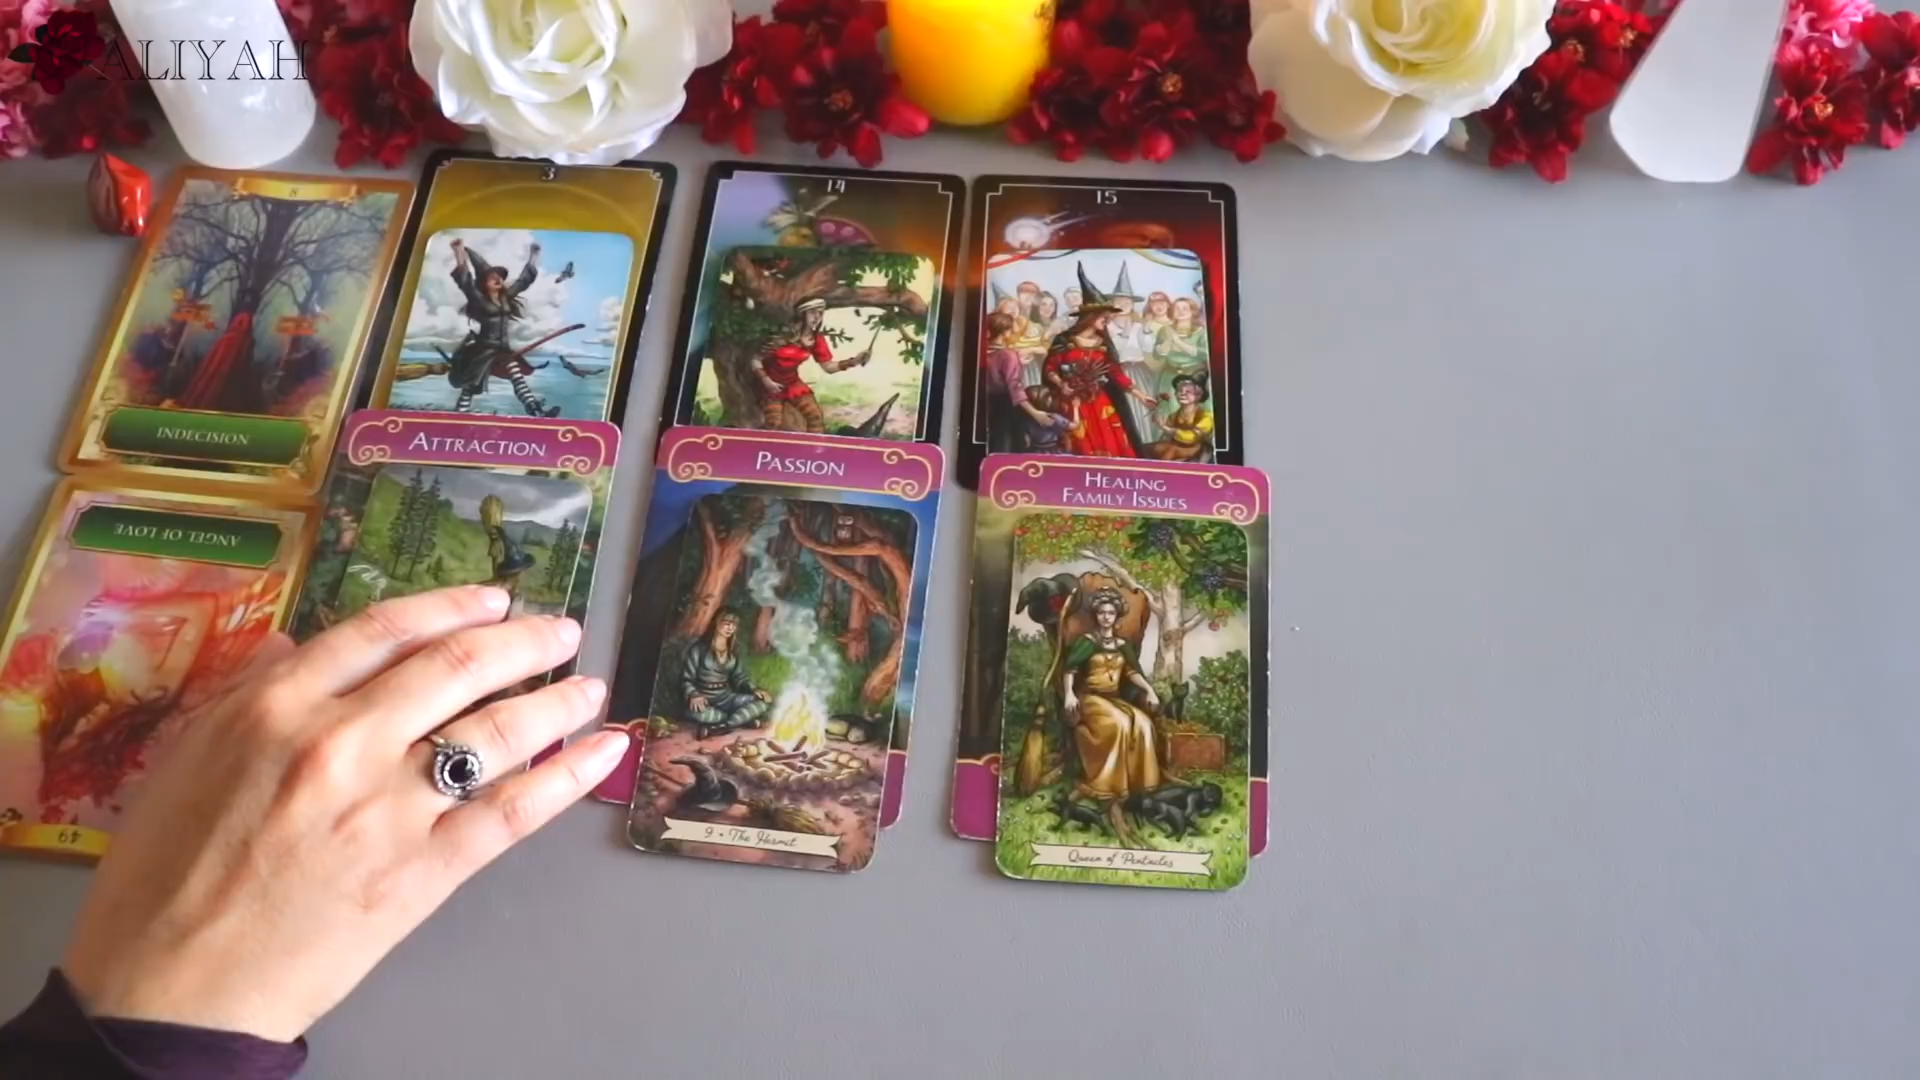 ALIYAH
8
3
14
15
INDECISION
ATTRACTION
PASSION
HEALING
FAMILY ISSUES
ANGEL OF LOVE
49
9 • The Hermit
Queen of Pentacles